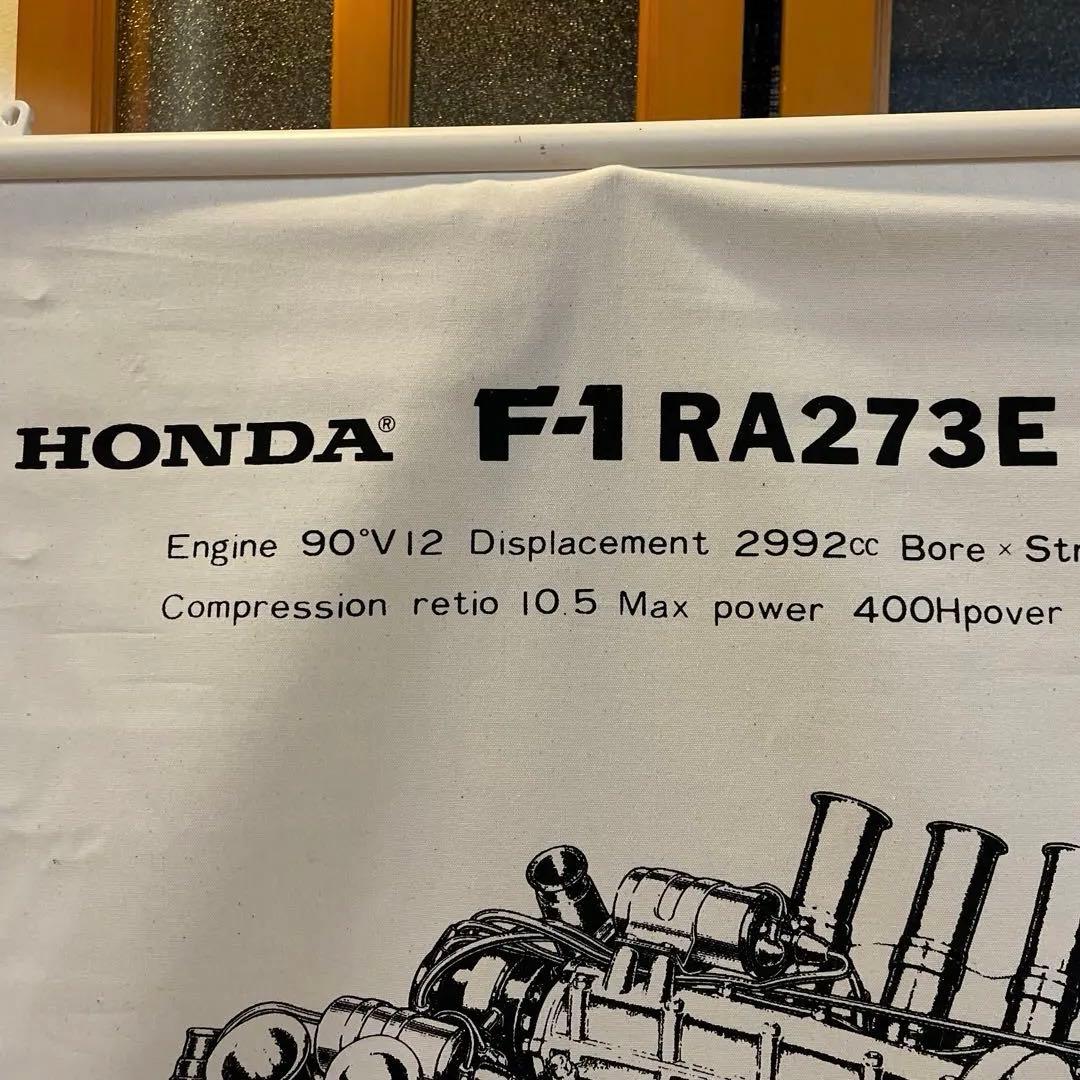 HONDA® F-1 RA273E
Engine 90°V12 Displacement 2992cc Bore × Str
Compression retio 10.5 Max power 400Hpover